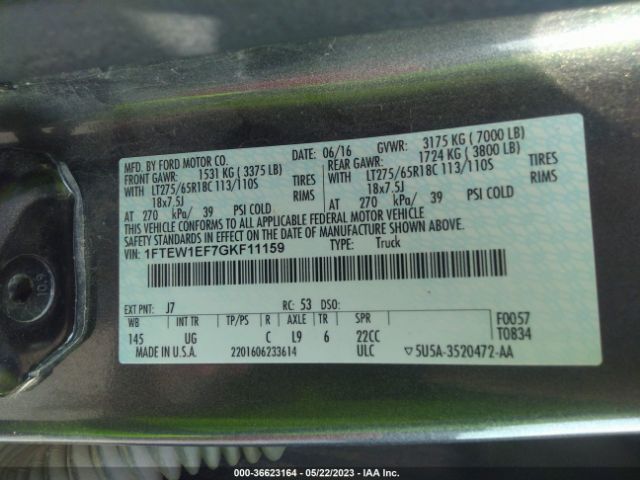 MFD. BY FORD MOTOR CO. DATE: 06/16 GVWR: 3175 KG ( 7000 LB)
FRONT GAWR: 1531 KG ( 3375 LB) REAR GAWR: 1724 KG ( 3800 LB)
WITH LT275/65R18C 113/110S TIRES WITH LT275/65R18C 113/110S TIRES
18x7.5J RIMS 18x7.5J RIMS
AT 270 kPa/ 39 PSI COLD AT 270 kPa/ 39 PSI COLD
THIS VEHICLE CONFORMS TO ALL APPLICABLE FEDERAL MOTOR VEHICLE
SAFETY STANDARDS IN EFFECT ON THE DATE OF MANUFACTURE SHOWN ABOVE.
VIN: 1FTEW1EF7GKF11159 TYPE: Truck
EXT PNT: J7 RC: 53 DSO:
WB INT TR TP/PS R AXLE TR SPR F0057
145 UG C L9 6 22CC T0834
MADE IN U.S.A. 2201606233614 ULC ▽5U5A-3520472-AA
000-36623164 - 05/22/2023 - IAA Inc.